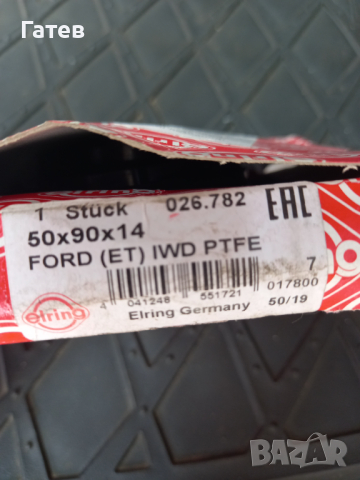 Гатев
1 Stück 026.782 EAC
50x90x14
FORD (ET) IWD PTFE
7
elring
4 041248 551721
017800
Elring Germany 50/19
BAZAR